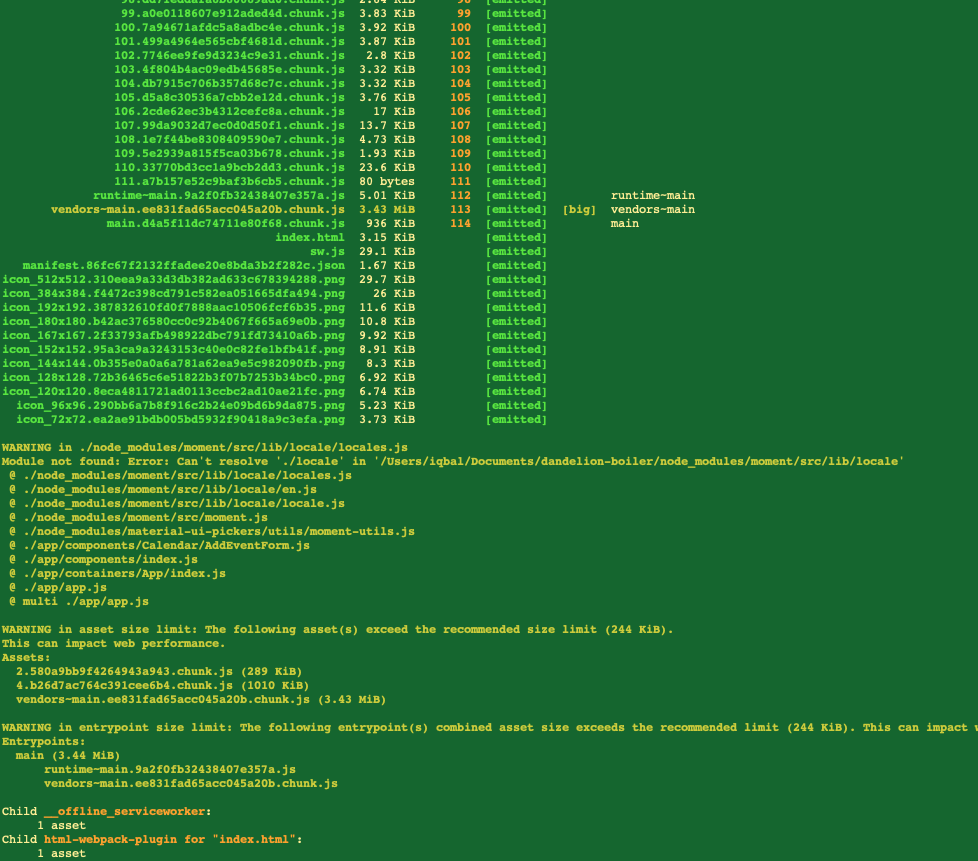 99.a0e0118607e912aded4d.chunk.js 3.83 KiB 99 [emitted]
100.7a94671afdc5a8adbc4e.chunk.js 3.92 KiB 100 [emitted]
101.499a4964e565cbf4681d.chunk.js 3.87 KiB 101 [emitted]
102.7746ee9fe9d3234c9e31.chunk.js 2.8 KiB 102 [emitted]
103.4f804b4ac09edb45685e.chunk.js 3.32 KiB 103 [emitted]
104.db7915c706b357d68c7c.chunk.js 3.32 KiB 104 [emitted]
105.d5a8c30536a7cbb2e12d.chunk.js 3.76 KiB 105 [emitted]
106.2cde62ec3b4312cefc8a.chunk.js 17 KiB 106 [emitted]
107.99da9032d7ec0d0d50f1.chunk.js 13.7 KiB 107 [emitted]
108.1e7f44be8308409590e7.chunk.js 4.73 KiB 108 [emitted]
109.5e2939a815f5ca03b678.chunk.js 1.93 KiB 109 [emitted]
110.33770bd3cc1a9bcb2dd3.chunk.js 23.6 KiB 110 [emitted]
111.a7b157e52c9baf3b6cb5.chunk.js 80 bytes 111 [emitted]
runtime-main.9a2f0fb32438407e357a.js 5.01 KiB 112 [emitted] runtime-main
vendors-main.ee831fad65acc045a20b.chunk.js 3.43 MiB 113 [emitted] [big] vendors-main
main.d4a5f11dc74711e80f68.chunk.js 936 KiB 114 [emitted] main
index.html 3.15 KiB [emitted]
sw.js 29.1 KiB [emitted]
manifest.86fc67f2132ffadee20e8bda3b2f282c.json 1.67 KiB [emitted]
icon_512x512.310eea9a33d3db382ad633c678394288.png 29.7 KiB [emitted]
icon_384x384.f4472c398cd791c582ea051665dfa494.png 26 KiB [emitted]
icon_192x192.387832610fd0f7888aac10506fcf6b35.png 11.6 KiB [emitted]
icon_180x180.b42ac376580cc0c92b4067f665a69e0b.png 10.8 KiB [emitted]
icon_167x167.2f33793afb498922dbc791fd73410a6b.png 9.92 KiB [emitted]
icon_152x152.95a3ca9a3243153c40e0c82fe1bfb41f.png 8.91 KiB [emitted]
icon_144x144.0b355e0a0a6a781a62ea9e5c982090fb.png 8.3 KiB [emitted]
icon_128x128.72b36465c6e51822b3f07b7253b34bc0.png 6.92 KiB [emitted]
icon_120x120.8eca4811721ad0113ccbc2ad10ae21fc.png 6.74 KiB [emitted]
icon_96x96.290bb6a7b8f916c2b24e09bd6b9da875.png 5.23 KiB [emitted]
icon_72x72.ea2ae91bdb005bd5932f90418a9c3efa.png 3.73 KiB [emitted]
WARNING in ./node_modules/moment/src/lib/locale/locales.js
Module not found: Error: Can't resolve './locale' in '/Users/iqbal/Documents/dandelion-boiler/node_modules/moment/src/lib/locale'
@ ./node_modules/moment/src/lib/locale/locales.js
@ ./node_modules/moment/src/lib/locale/en.js
@ ./node_modules/moment/src/lib/locale/locale.js
@ ./node_modules/moment/src/moment.js
@ ./node_modules/material-ui-pickers/utils/moment-utils.js
@ ./app/components/Calendar/AddEventForm.js
@ ./app/components/index.js
@ ./app/containers/App/index.js
@ ./app/app.js
@ multi ./app/app.js
WARNING in asset size limit: The following asset(s) exceed the recommended size limit (244 KiB).
This can impact web performance.
Assets:
2.580a9bb9f4264943a943.chunk.js (289 KiB)
4.b26d7ac764c391cee6b4.chunk.js (1010 KiB)
vendors-main.ee831fad65acc045a20b.chunk.js (3.43 MiB)
WARNING in entrypoint size limit: The following entrypoint(s) combined asset size exceeds the recommended limit (244 KiB). This can impact
Entrypoints:
main (3.44 MiB)
runtime-main.9a2f0fb32438407e357a.js
vendors-main.ee831fad65acc045a20b.chunk.js
Child __offline_serviceworker:
1 asset
Child html-webpack-plugin for "index.html":
1 asset